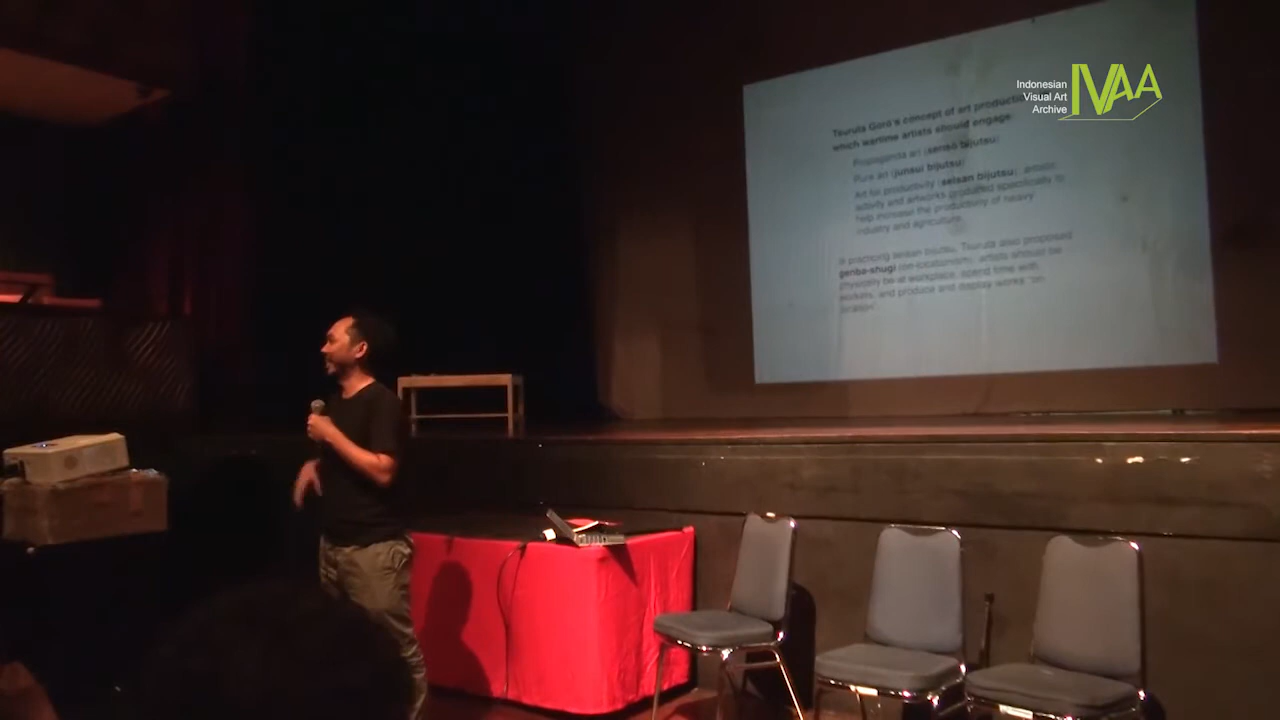 Indonesian
Visual Art
Archive
IVAA
Tsuruta Goro's concept of art production
which wartime artists should engage
Propaganda art (senso bijutsu)
Pure art (junsui bijutsu)
Art for productivity (seisan bijutsu): artistic
activity and artworks produced specifically to
help increase the productivity of heavy
industry and agriculture.
In practicing seisan bijutsu, Tsuruta also proposed
genba-shugi (on-locationism): artists should be
physically be at workplace, spend time with
workers, and produce and display works "on
location"